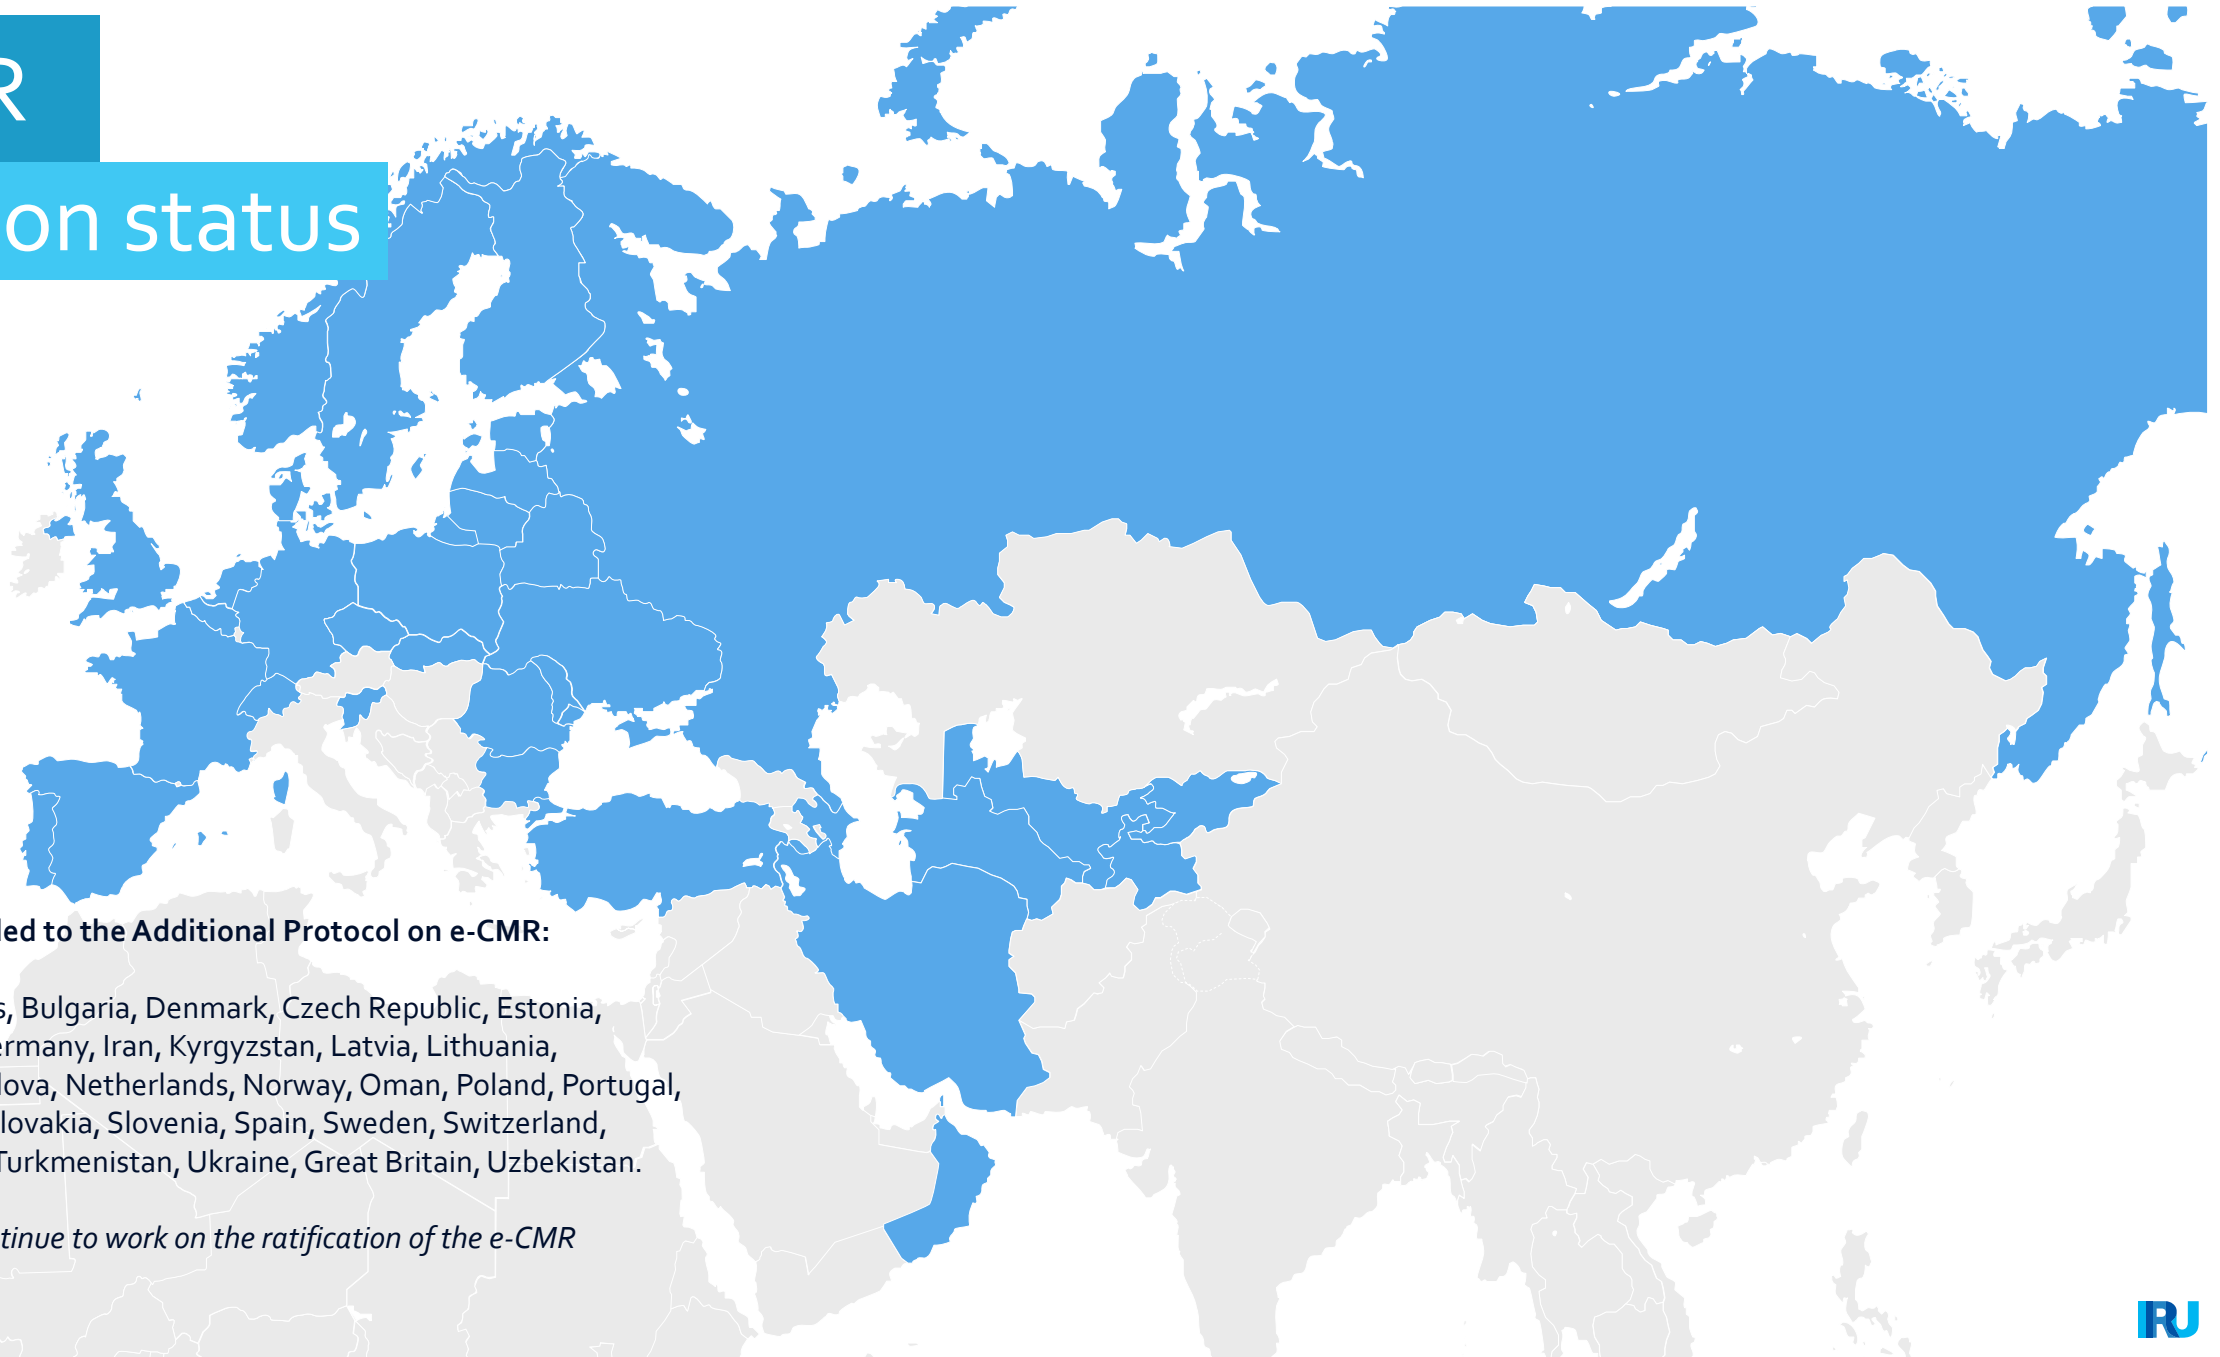 R
on status
led to the Additional Protocol on e-CMR:
s, Bulgaria, Denmark, Czech Republic, Estonia,
ermany, Iran, Kyrgyzstan, Latvia, Lithuania,
lova, Netherlands, Norway, Oman, Poland, Portugal,
lovakia, Slovenia, Spain, Sweden, Switzerland,
Turkmenistan, Ukraine, Great Britain, Uzbekistan.
tinue to work on the ratification of the e-CMR
IRU